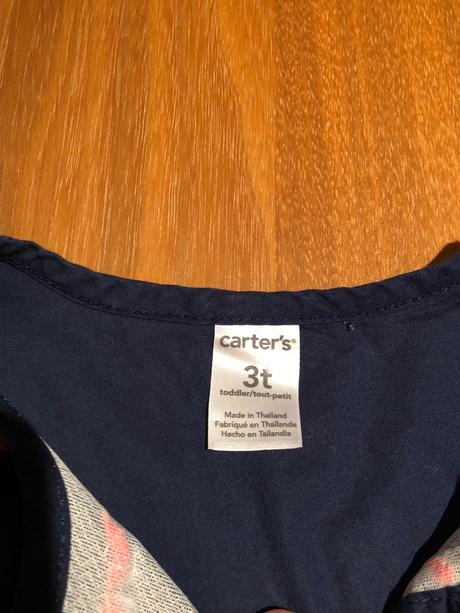 carter's®
3t
toddler/tout-petit
Made in Thailand
Fabriqué en Thaïlande
Hecho en Tailandia